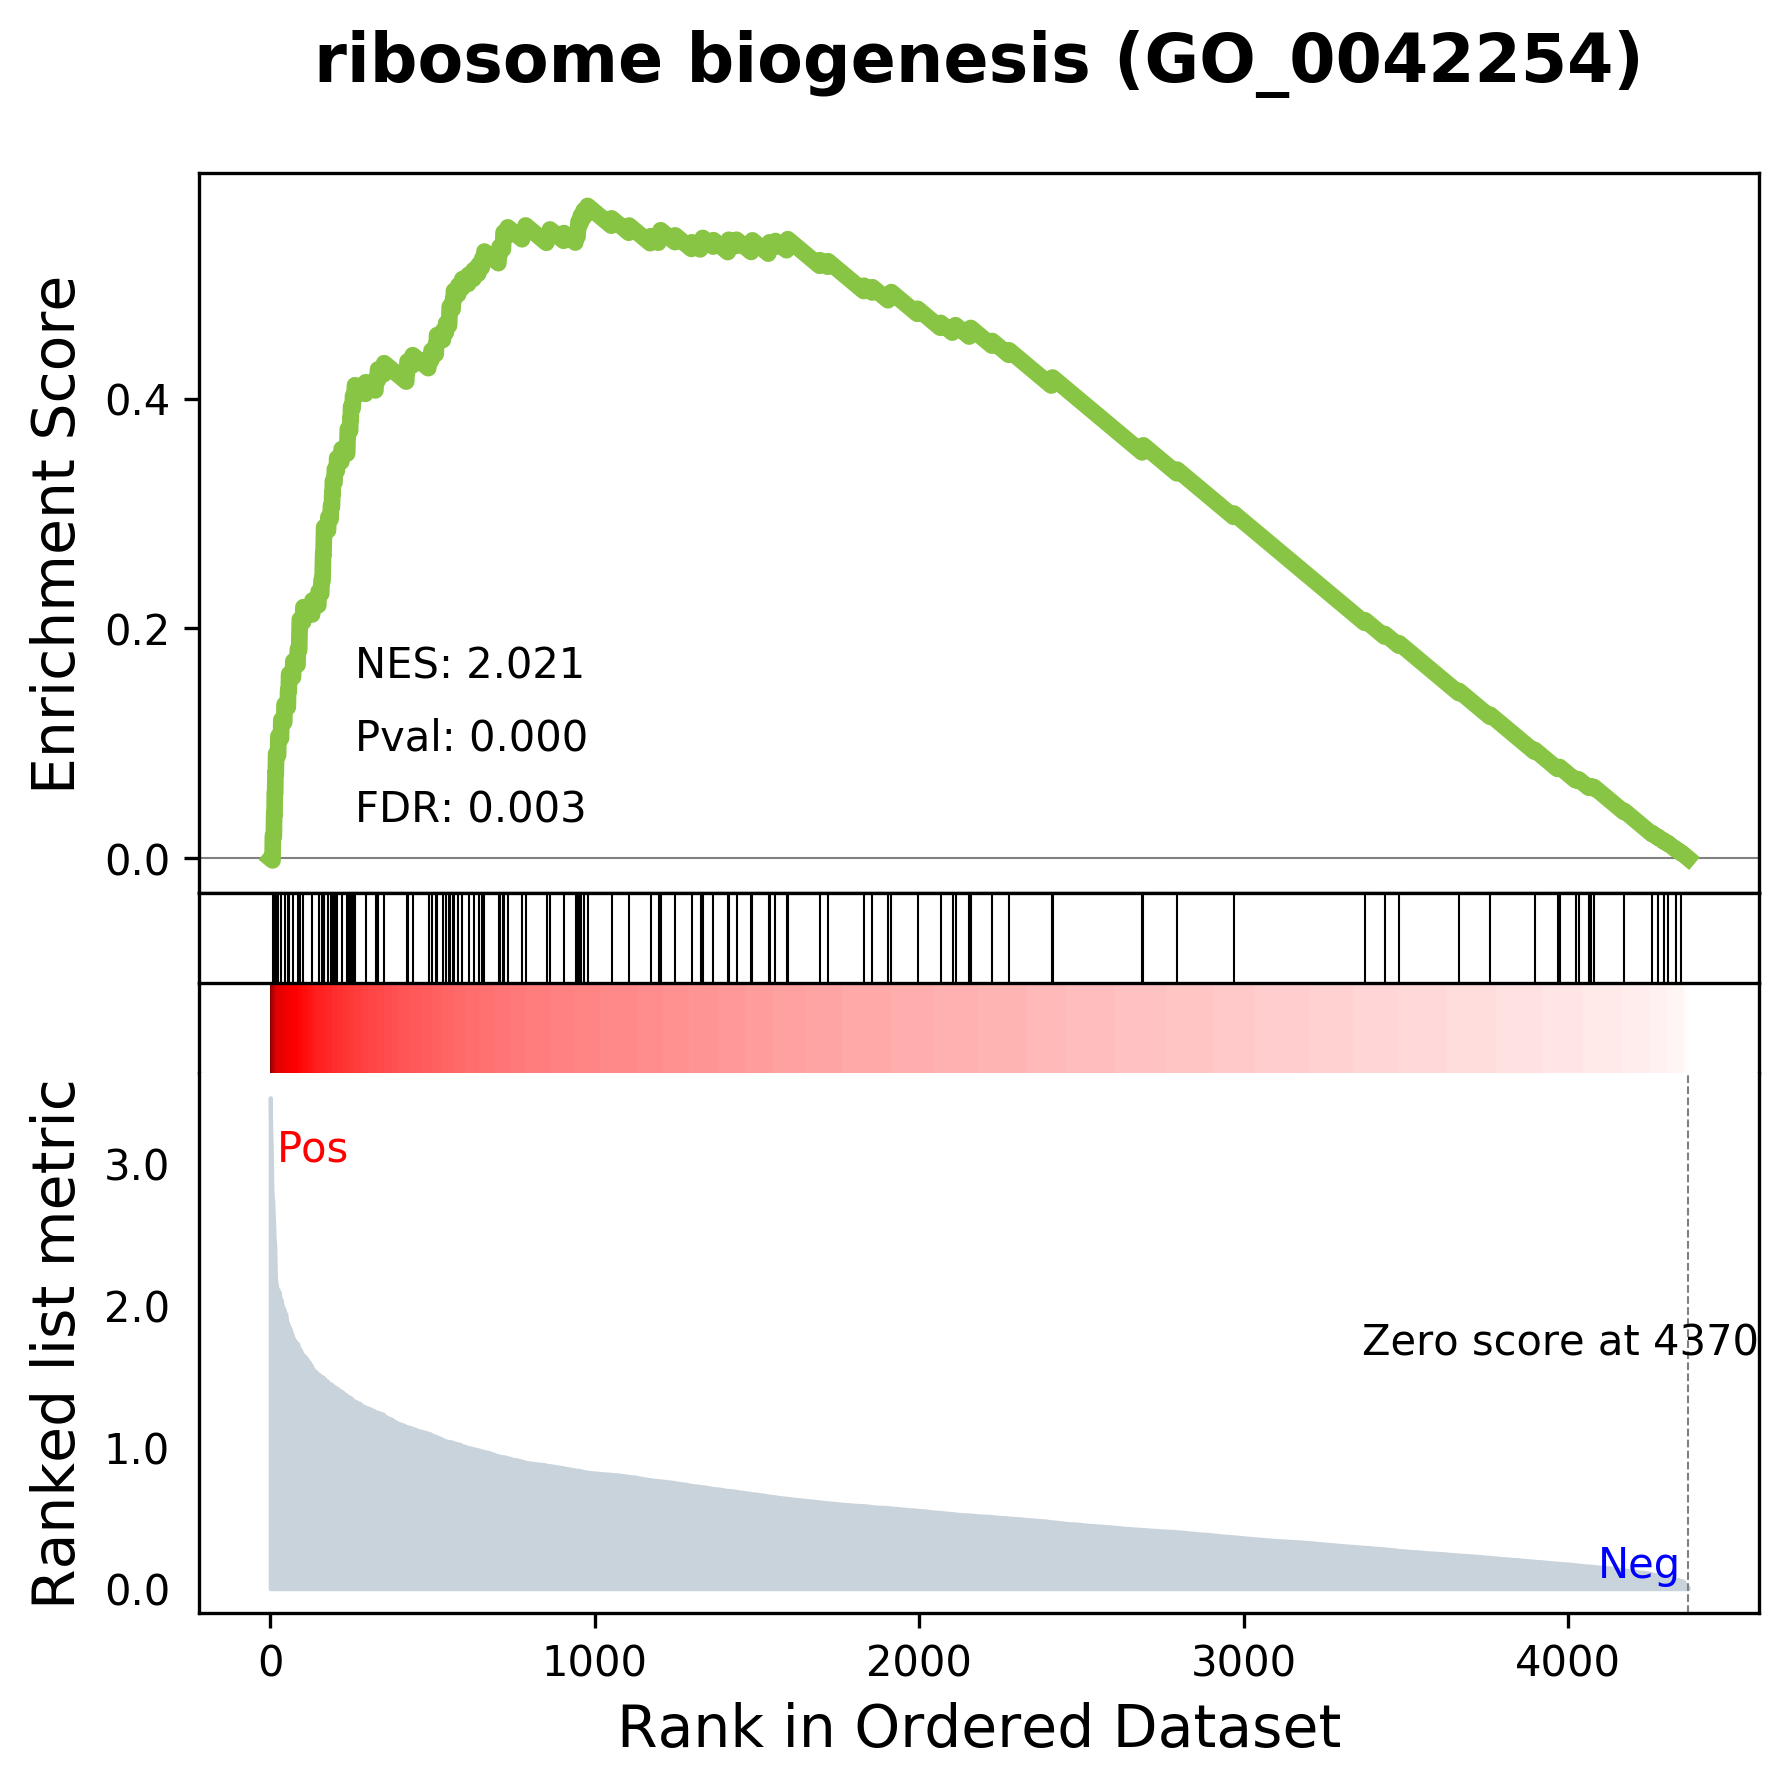 ribosome biogenesis (GO_0042254)
Enrichment Score
0.4
0.2
0.0
NES: 2.021
Pval: 0.000
FDR: 0.003
Ranked list metric
3.0
2.0
1.0
0.0
Pos
Zero score at 4370
Neg
0 1000 2000 3000 4000
Rank in Ordered Dataset